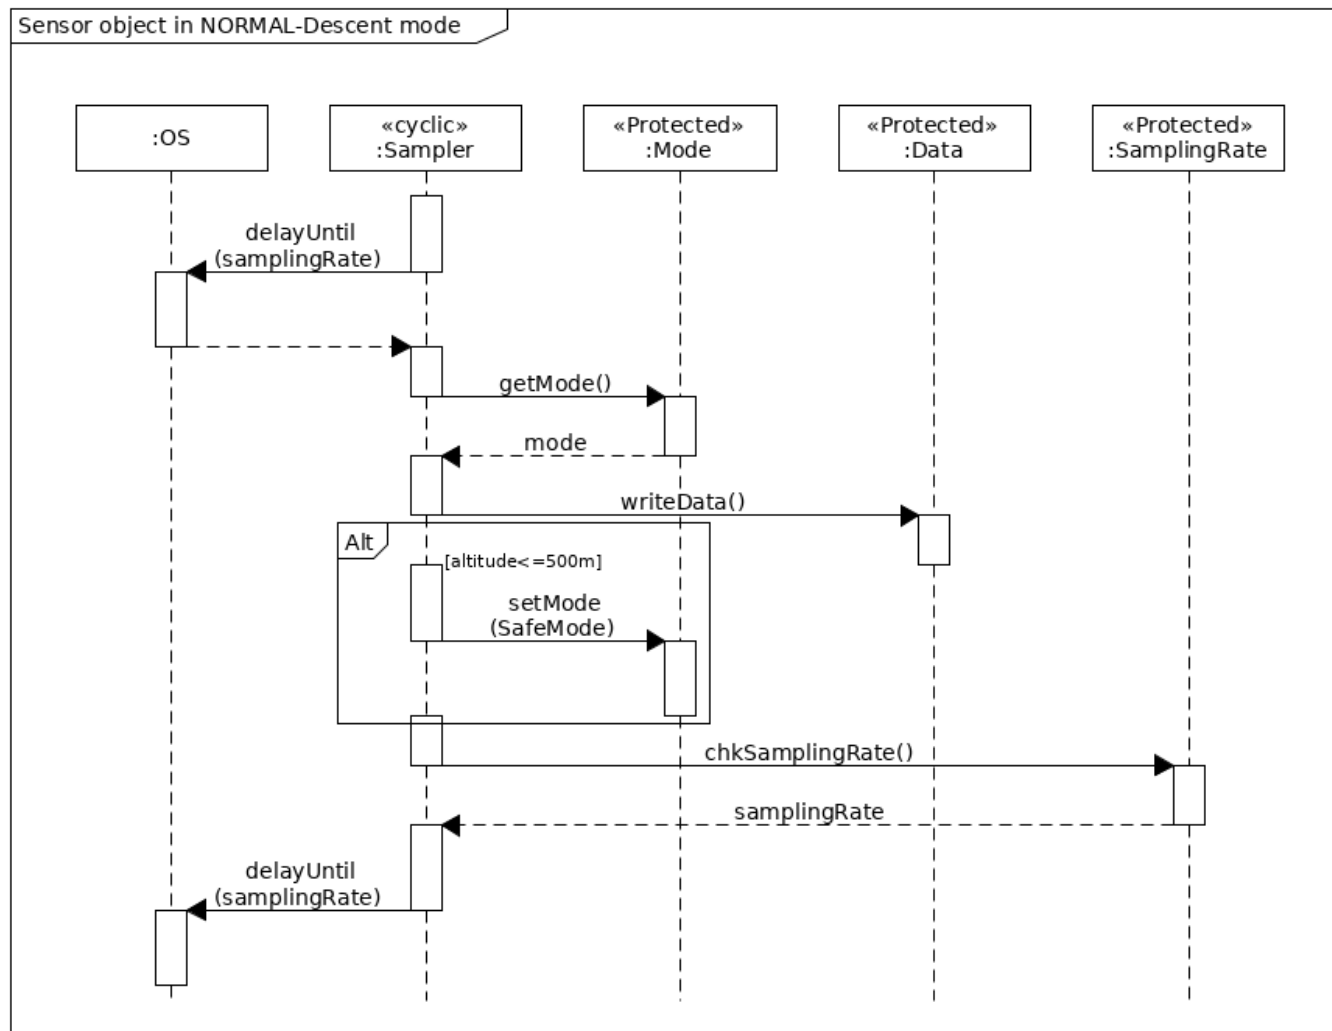 Sensor object in NORMAL-Descent mode
:OS
«cyclic»
:Sampler
«Protected»
:Mode
«Protected»
:Data
«Protected»
:SamplingRate
delayUntil
(samplingRate)
getMode()
mode
writeData()
Alt
[altitude<=500m]
setMode
(SafeMode)
chkSamplingRate()
samplingRate
delayUntil
(samplingRate)